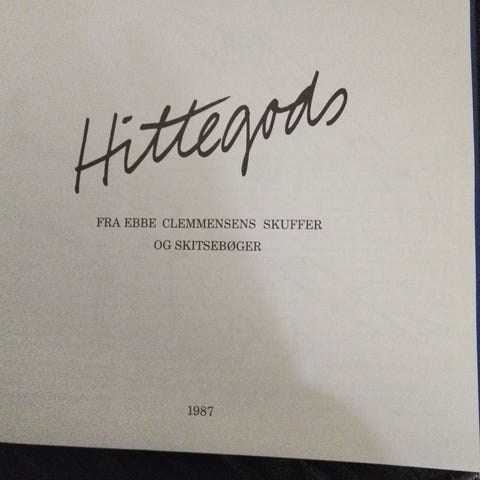 Hittegods
FRA EBBE CLEMMENSENS SKUFFER
OG SKITSEBØGER
1987